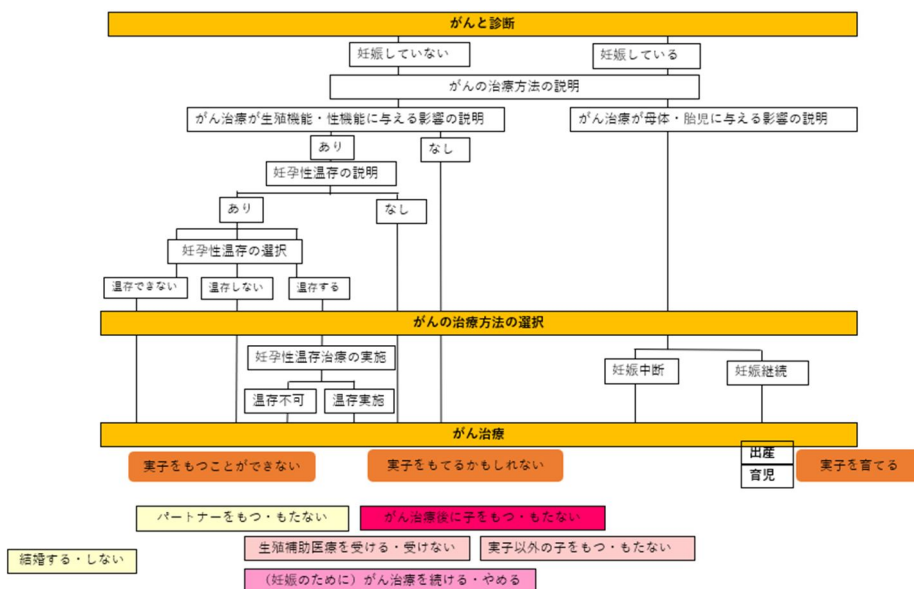 がんと診断
妊娠していない
妊娠している
がんの治療方法の説明
がん治療が生殖機能・性機能に与える影響の説明
がん治療が母体・胎児に与える影響の説明
あり
なし
妊孕性温存の説明
あり
なし
妊孕性温存の選択
温存できない
温存しない
温存する
がんの治療方法の選択
妊孕性温存治療の実施
妊娠中断
妊娠継続
温存不可
温存実施
がん治療
出産
育児
実子をもつことができない
実子をもてるかもしれない
実子を育てる
パートナーをもつ・もたない
がん治療後に子をもつ・もたない
生殖補助医療を受ける・受けない
実子以外の子をもつ・もたない
結婚する・しない
（妊娠のために）がん治療を続ける・やめる